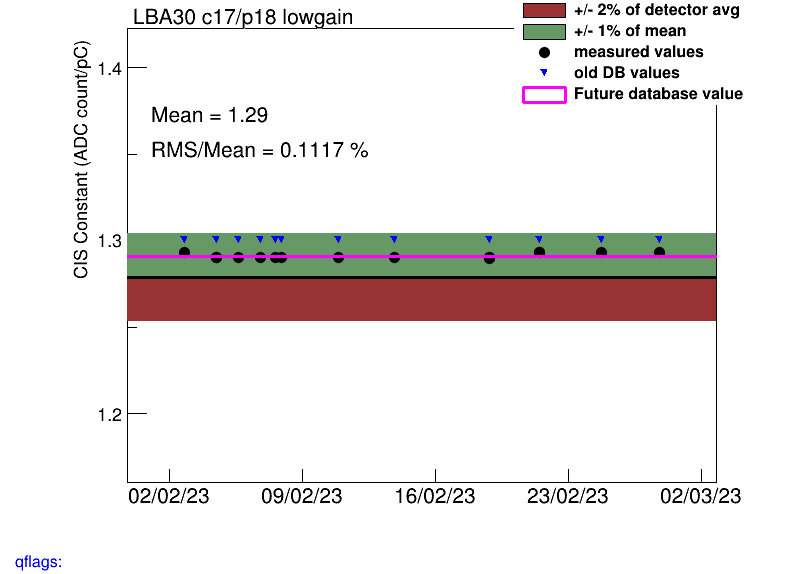 LBA30 c17/p18 lowgain
+/- 2% of detector avg
+/- 1% of mean
measured values
old DB values
Future database value
CIS Constant (ADC count/pC)
Mean = 1.29
RMS/Mean = 0.1117 %
1.4
1.3
1.2
02/02/23 09/02/23 16/02/23 23/02/23 02/03/23
qflags: